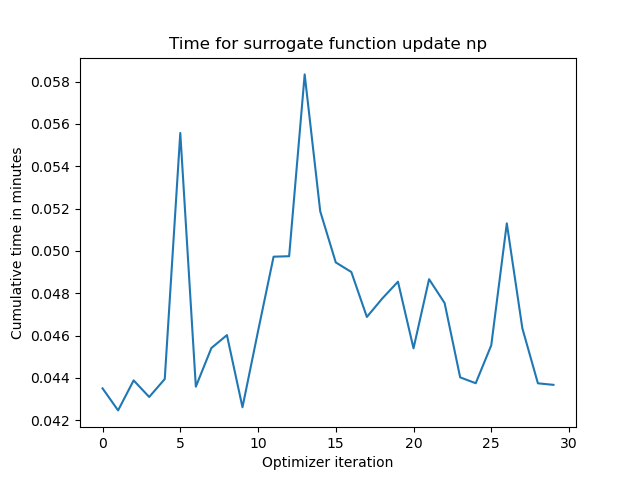 Time for surrogate function update np
Cumulative time in minutes
0.058
0.056
0.054
0.052
0.050
0.048
0.046
0.044
0.042
0 5 10 15 20 25 30
Optimizer iteration